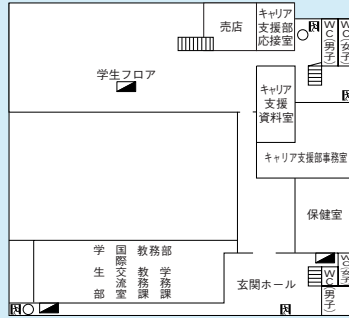 売店
キャリア
支援部
応接室
WC(男子)
WC(女子)
学生フロア
キャリア
支援
資料室
キャリア支援部事務室
保健室
学生部
国際交流室
教務部
教務課
学務課
玄関ホール
WC(女子)
WC(男子)